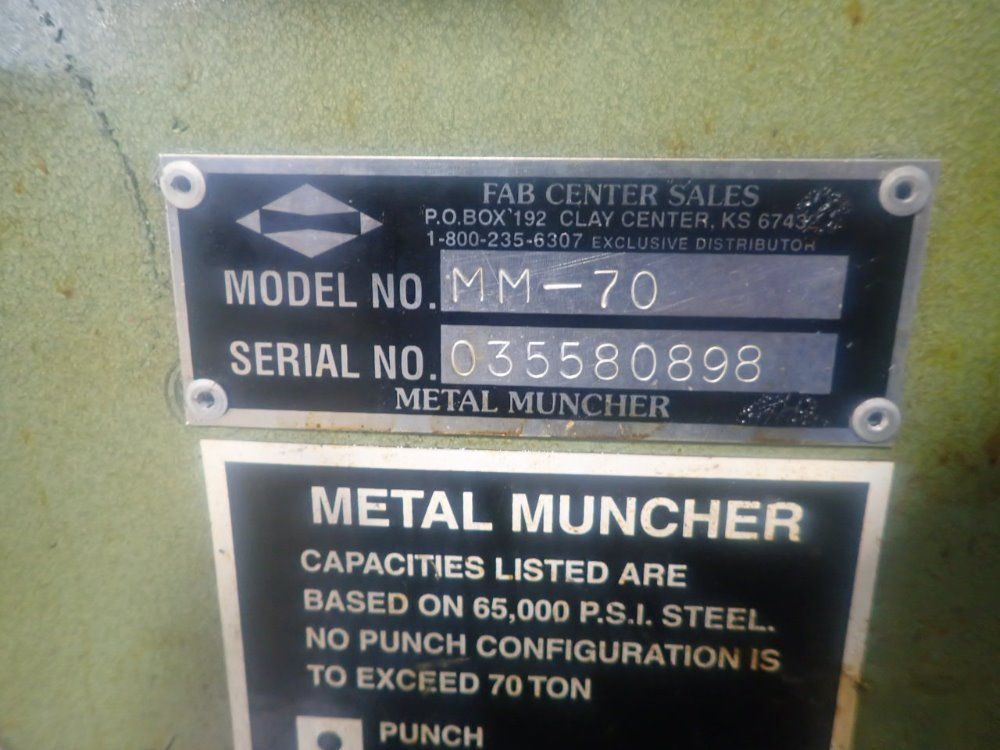 FAB CENTER SALES
P.O.BOX 192 CLAY CENTER, KS
1-800-235-6307 EXCLUSIVE DISTRIBUTOR
MODEL NO. MM-70
SERIAL NO. 035580898
METAL MUNCHER
METAL MUNCHER
CAPACITIES LISTED ARE
BASED ON 65,000 P.S.I. STEEL.
NO PUNCH CONFIGURATION IS
TO EXCEED 70 TON
PUNCH